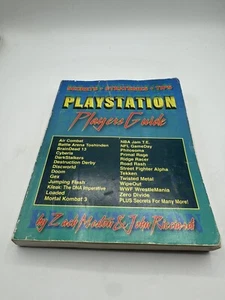 SECRETS • STRATEGIES • TIPS
PLAYSTATION
Players Guide
Air Combat
Battle Arena Toshinden
BrainDead 13
Cyberia
DarkStalkers
Destruction Derby
Discworld
Doom
Gex
Jumping Flash
Kileak: The DNA Imperative
Loaded
Mortal Kombat 3
NBA Jam T.E.
NFL GameDay
Philosoma
Primal Rage
Ridge Racer
Road Rash
Street Fighter Alpha
Tekken
Twisted Metal
WipeOut
WWF WrestleMania
Zero Divide
PLUS Secrets For Many More!
by Zach Meston & John Ricciardi